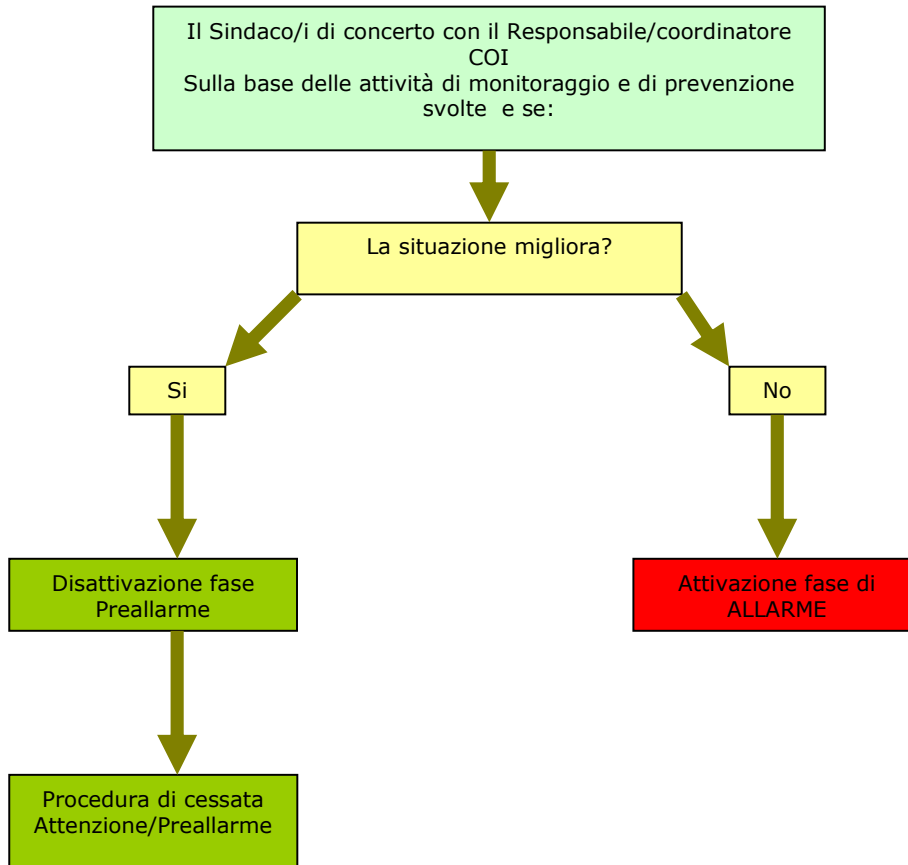 Il Sindaco/i di concerto con il Responsabile/coordinatore
COI
Sulla base delle attività di monitoraggio e di prevenzione
svolte e se:
La situazione migliora?
Si
No
Disattivazione fase
Preallarme
Attivazione fase di
ALLARME
Procedura di cessata
Attenzione/Preallarme